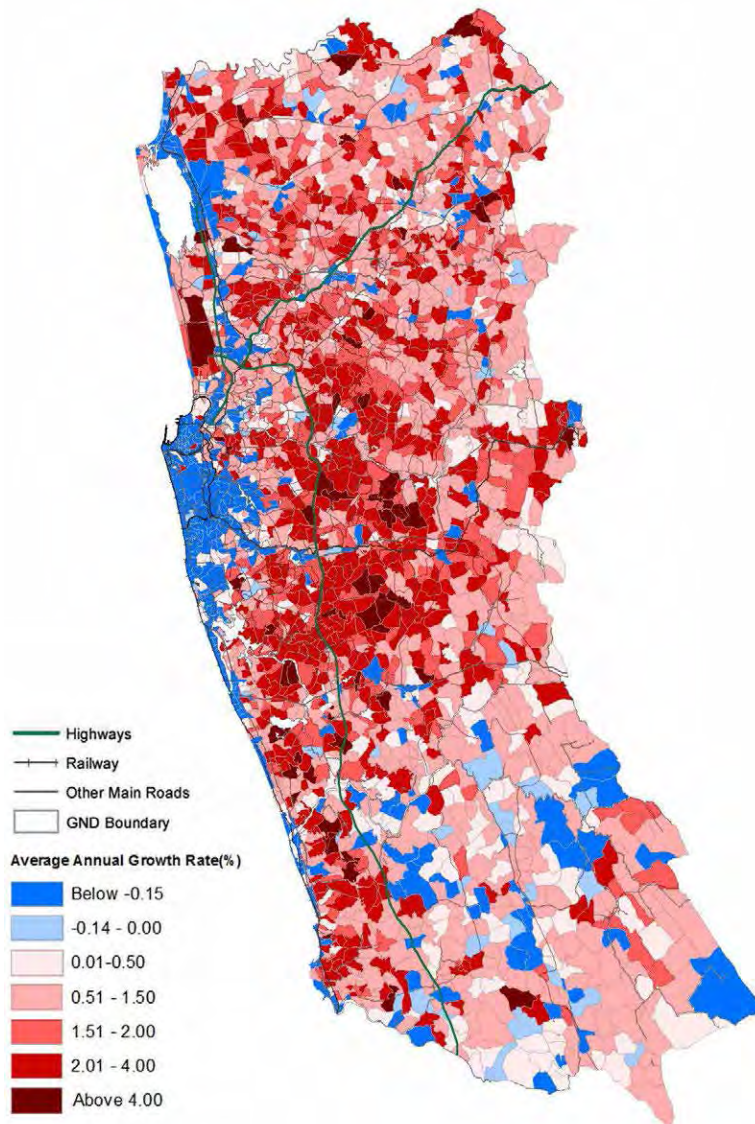 Highways
Railway
Other Main Roads
GND Boundary
Average Annual Growth Rate(%)
Below -0.15
-0.14 - 0.00
0.01-0.50
0.51 - 1.50
1.51 - 2.00
2.01 - 4.00
Above 4.00